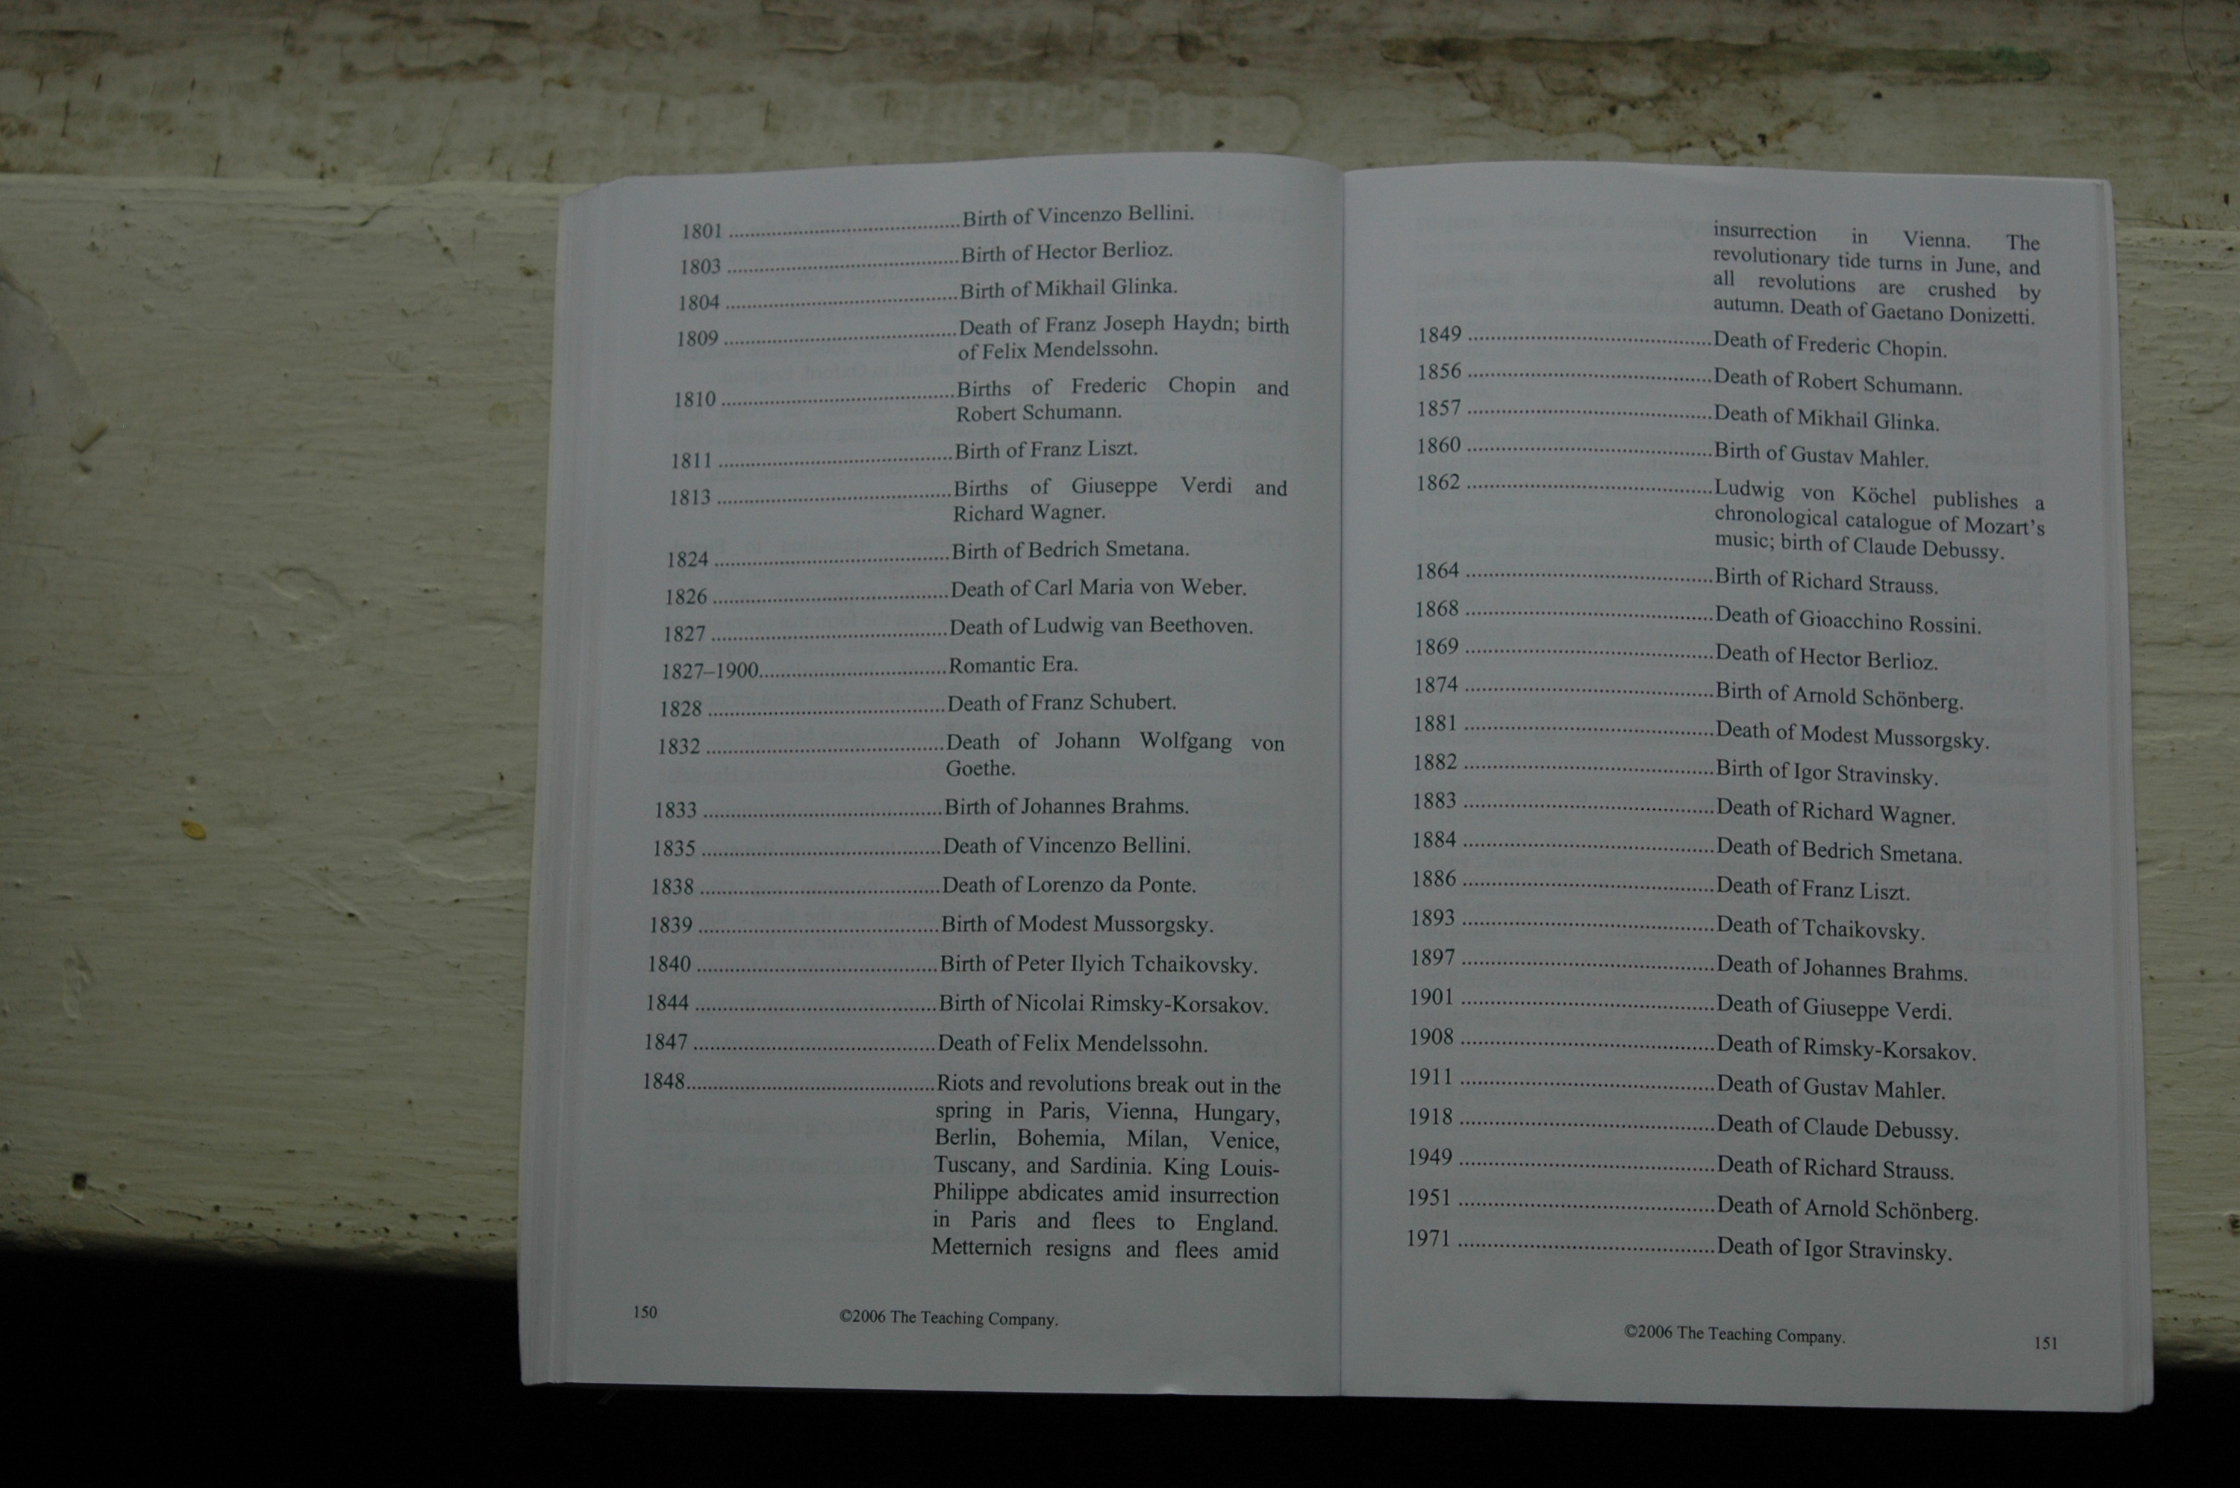 1801 ........................................Birth of Vincenzo Bellini.
1803 ........................................Birth of Hector Berlioz.
1804 ........................................Birth of Mikhail Glinka.
1809 ........................................Death of Franz Joseph Haydn; birth
of Felix Mendelssohn.
1810 ........................................Births of Frederic Chopin and
Robert Schumann.
1811 ........................................Birth of Franz Liszt.
1813 ........................................Births of Giuseppe Verdi and
Richard Wagner.
1824 ........................................Birth of Bedrich Smetana.
1826 ........................................Death of Carl Maria von Weber.
1827 ........................................Death of Ludwig van Beethoven.
1827–1900................................Romantic Era.
1828 ........................................Death of Franz Schubert.
1832 ........................................Death of Johann Wolfgang von
Goethe.
1833 ........................................Birth of Johannes Brahms.
1835 ........................................Death of Vincenzo Bellini.
1838 ........................................Death of Lorenzo da Ponte.
1839 ........................................Birth of Modest Mussorgsky.
1840 ........................................Birth of Peter Ilyich Tchaikovsky.
1844 ........................................Birth of Nicolai Rimsky-Korsakov.
1847 ........................................Death of Felix Mendelssohn.
1848.........................................Riots and revolutions break out in the
spring in Paris, Vienna, Hungary,
Berlin, Bohemia, Milan, Venice,
Tuscany, and Sardinia. King Louis-
Philippe abdicates amid insurrection
in Paris and flees to England.
Metternich resigns and flees amid
150
©2006 The Teaching Company.
insurrection in Vienna. The
revolutionary tide turns in June, and
all revolutions are crushed by
autumn. Death of Gaetano Donizetti.
1849 ........................................Death of Frederic Chopin.
1856 ........................................Death of Robert Schumann.
1857 ........................................Death of Mikhail Glinka.
1860 ........................................Birth of Gustav Mahler.
1862 ........................................Ludwig von Köchel publishes a
chronological catalogue of Mozart's
music; birth of Claude Debussy.
1864 ........................................Birth of Richard Strauss.
1868 ........................................Death of Gioacchino Rossini.
1869 ........................................Death of Hector Berlioz.
1874 ........................................Birth of Arnold Schönberg.
1881 ........................................Death of Modest Mussorgsky.
1882 ........................................Birth of Igor Stravinsky.
1883 ........................................Death of Richard Wagner.
1884 ........................................Death of Bedrich Smetana.
1886 ........................................Death of Franz Liszt.
1893 ........................................Death of Tchaikovsky.
1897 ........................................Death of Johannes Brahms.
1901 ........................................Death of Giuseppe Verdi.
1908 ........................................Death of Rimsky-Korsakov.
1911 ........................................Death of Gustav Mahler.
1918 ........................................Death of Claude Debussy.
1949 ........................................Death of Richard Strauss.
1951 ........................................Death of Arnold Schönberg.
1971 ........................................Death of Igor Stravinsky.
©2006 The Teaching Company.
151